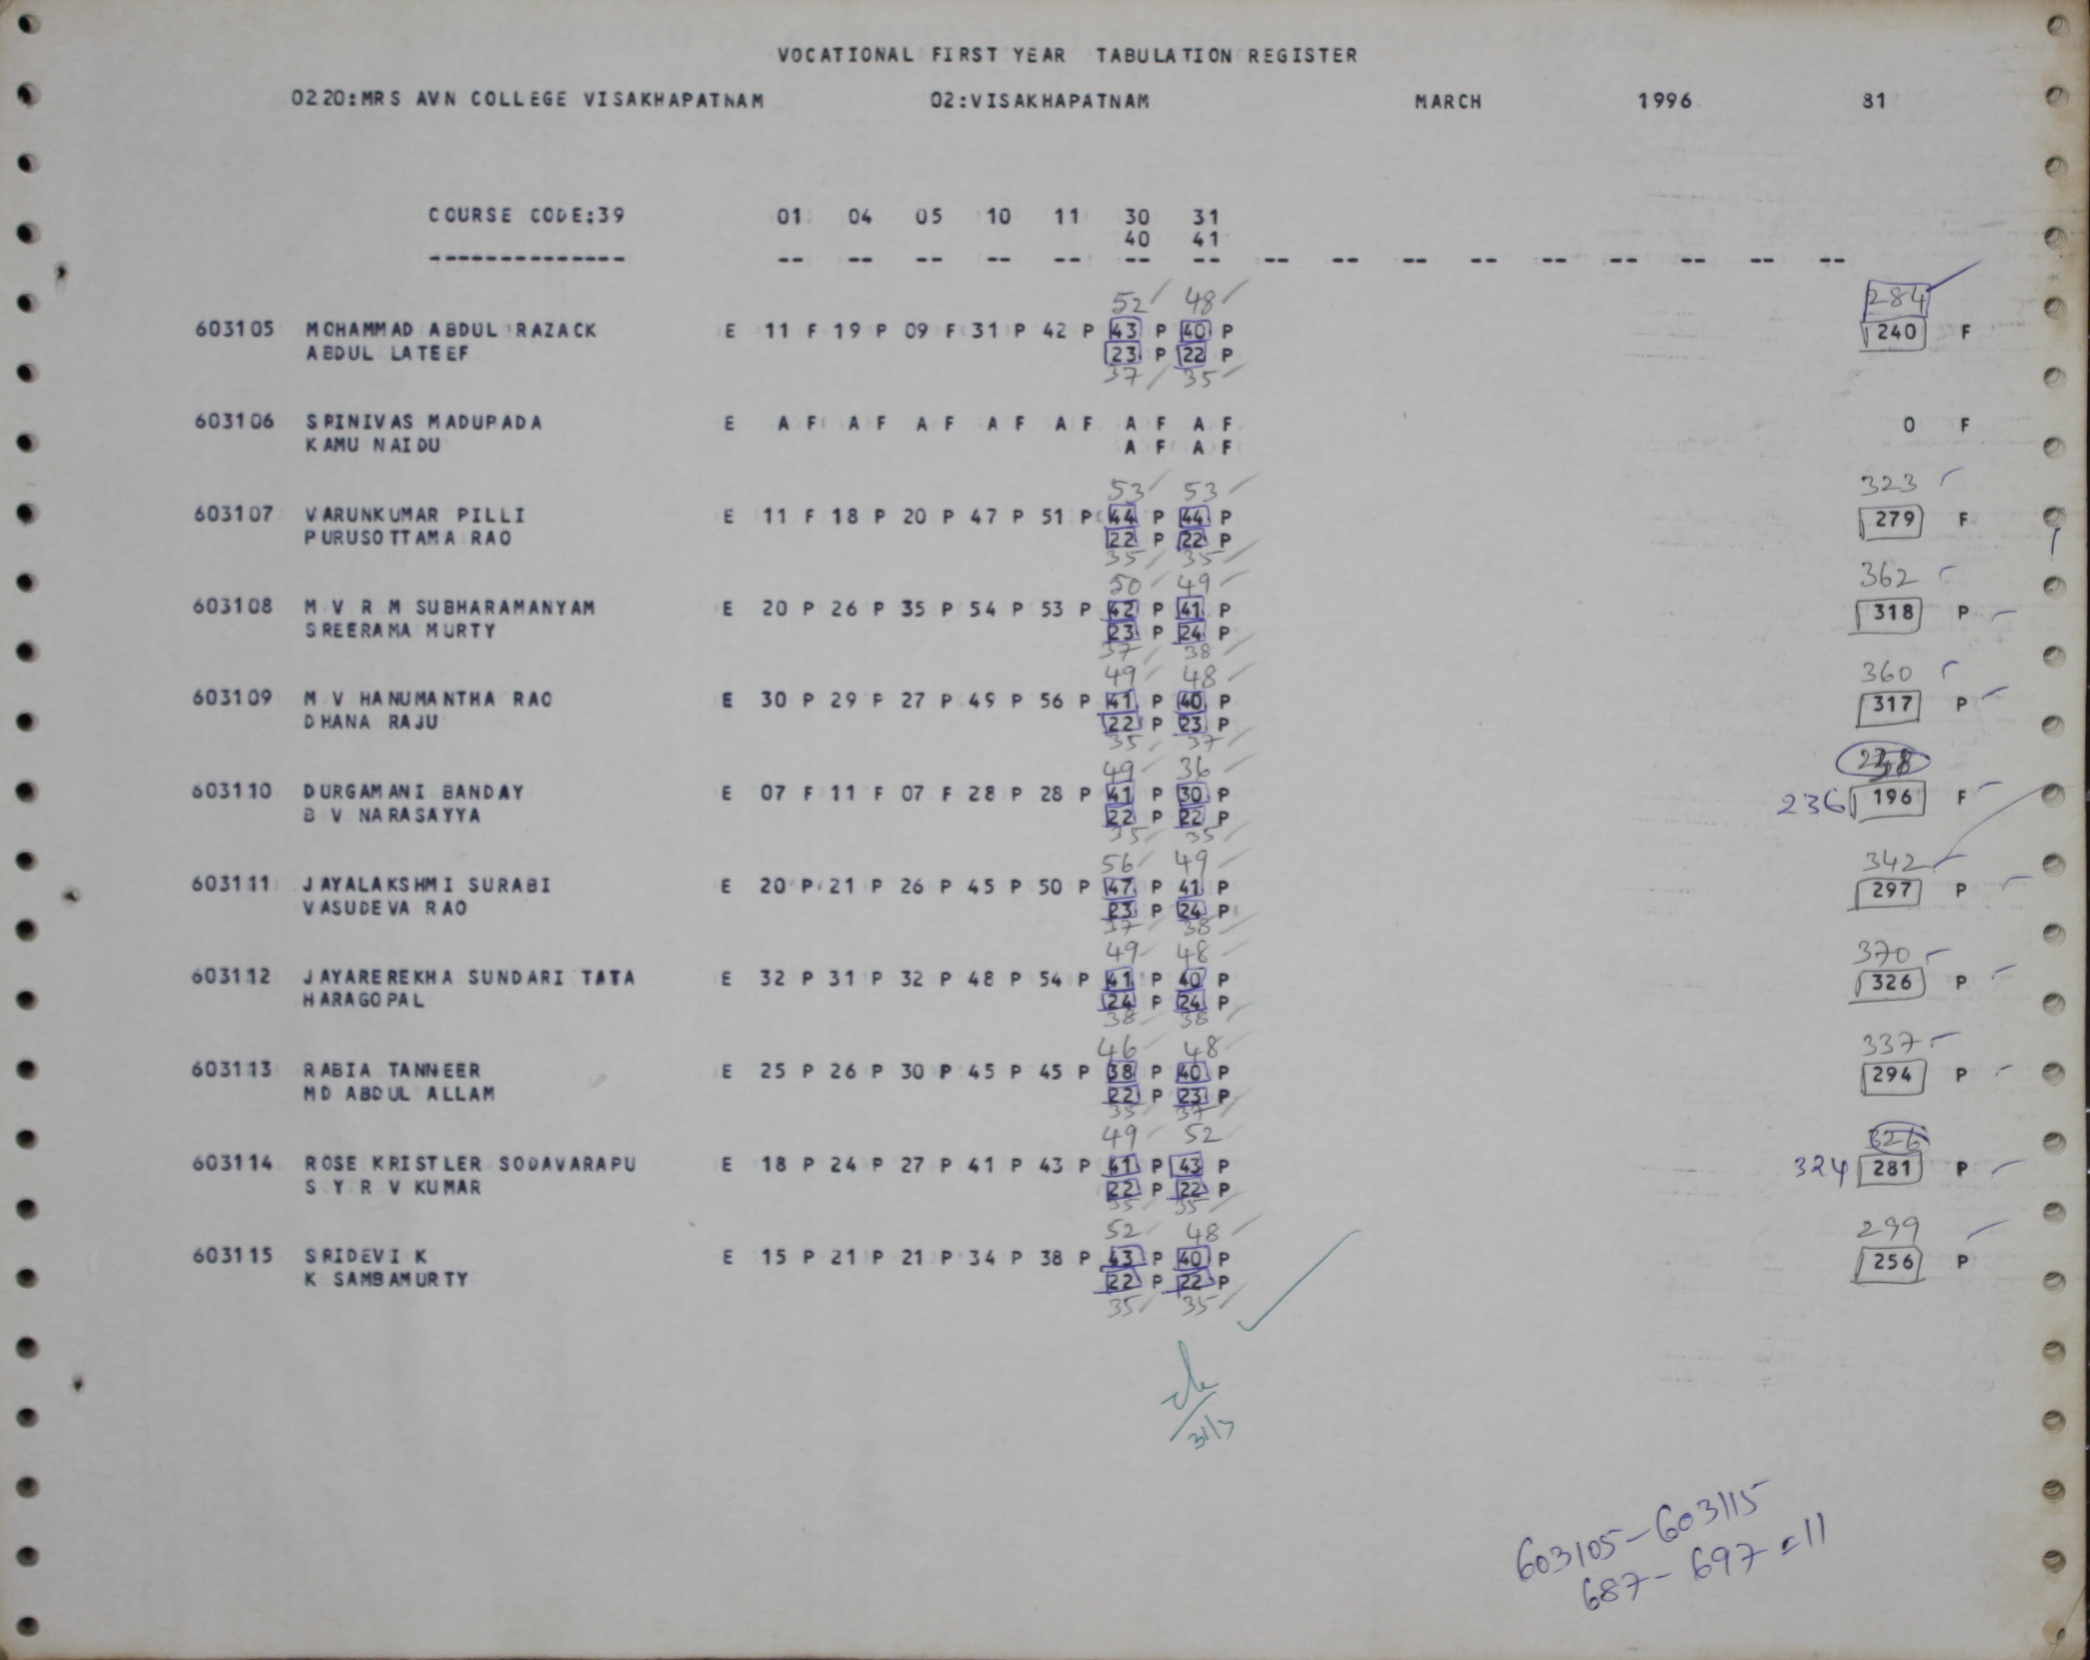 VOCATIONAL FIRST YEAR TABULATION REGISTER
0220:MRS AVN COLLEGE VISAKHAPATNAM 02:VISAKHAPATNAM MARCH 1996 81
COURSE CODE:39 01 04 05 10 11 30 31
40 41
-------------- -- -- -- -- -- -- -- -- -- -- -- -- -- -- -- --
52 48 284
603105 MOHAMMAD ABDUL RAZACK E 11 F 19 P 09 F 31 P 42 P 43 P 40 P 240 F
ABDUL LATEEF 23 P 22 P
37 35
603106 SRINIVAS MADUPADA E A F A F A F A F A F A F A F 0 F
KAMU NAIDU A F A F
53 53 323
603107 VARUNKUMAR PILLI E 11 F 18 P 20 P 47 P 51 P 44 P 44 P 279 F
PURUSOTTAMA RAO 22 P 22 P
35 35
50 49 362
603108 M V R M SUBHARAMANYAM E 20 P 26 P 35 P 54 P 53 P 42 P 41 P 318 P
SREERAMA MURTY 23 P 24 P
37 38
49 48 360
603109 M V HANUMANTHA RAO E 30 P 29 P 27 P 49 P 56 P 41 P 40 P 317 P
DHANA RAJU 22 P 23 P
35 37
49 36
603110 DURGAMANI BANDAY E 07 F 11 F 07 F 28 P 28 P 41 P 30 P 236 196 F
B V NARASAYYA 22 P 22 P
35 35
56 49 342
603111 JAYALAKSHMI SURABI E 20 P 21 P 26 P 45 P 50 P 47 P 41 P 297 P
VASUDEVA RAO 23 P 24 P
37 38
49 48 370
603112 JAYAREREKHA SUNDARI TATA E 32 P 31 P 32 P 48 P 54 P 41 P 40 P 326 P
HARAGOPAL 24 P 24 P
38 38
46 48 337
603113 RABIA TANNEER E 25 P 26 P 30 P 45 P 45 P 38 P 40 P 294 P
MD ABDUL ALLAM 22 P 23 P
35 37
49 52 326
603114 ROSE KRISTLER SODAVARAPU E 18 P 24 P 27 P 41 P 43 P 41 P 43 P 324 281 P
S Y R V KUMAR 22 P 22 P
35 35
52 48 299
603115 SRIDEVI K E 15 P 21 P 21 P 34 P 38 P 43 P 40 P 256 P
K SAMBAMURTY 22 P 22 P
35 35
603105-603115
687-697=11